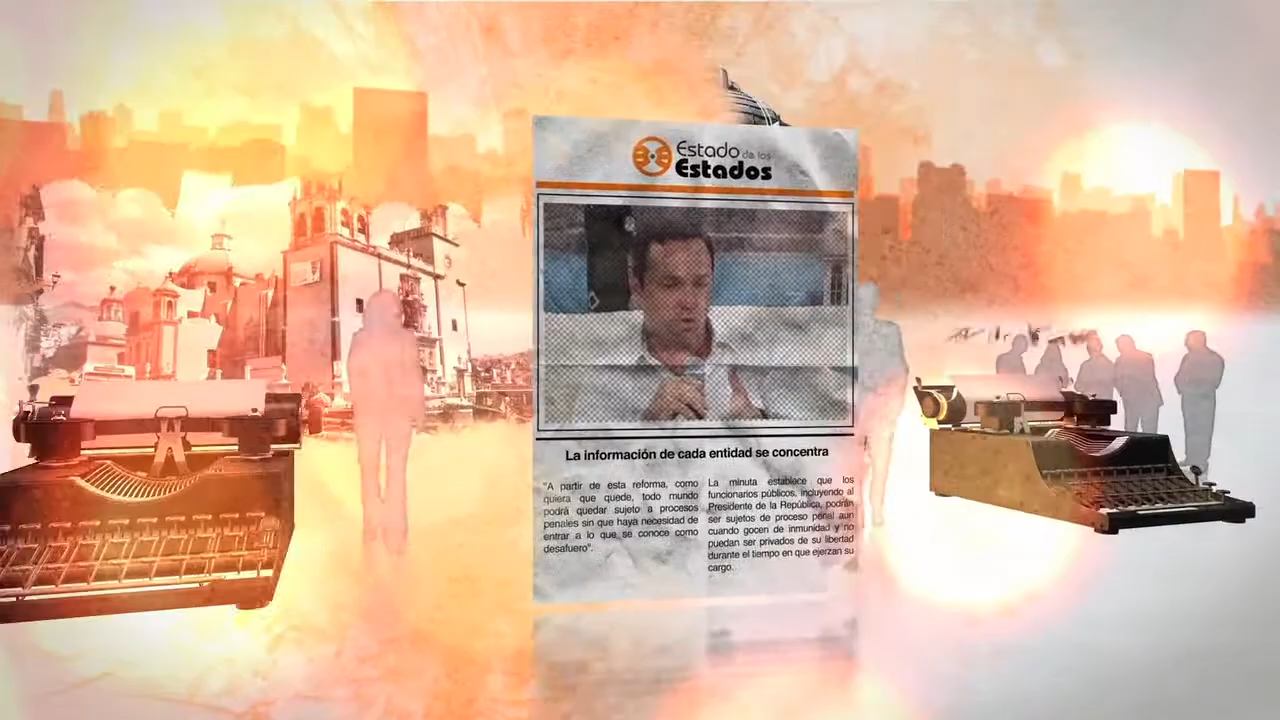 Estado de los
Estados
La información de cada entidad se concentra
"A partir de esta reforma, como
quiera que quede, todo mundo
podrá quedar sujeto a procesos
penales sin que haya necesidad de
entrar a lo que se conoce como
desafuero".
La minuta establece que los
funcionarios públicos, incluyendo al
Presidente de la República, podrán
ser sujetos de proceso penal aun
cuando gocen de inmunidad y no
puedan ser privados de su libertad
durante el tiempo en que ejerzan su
cargo.